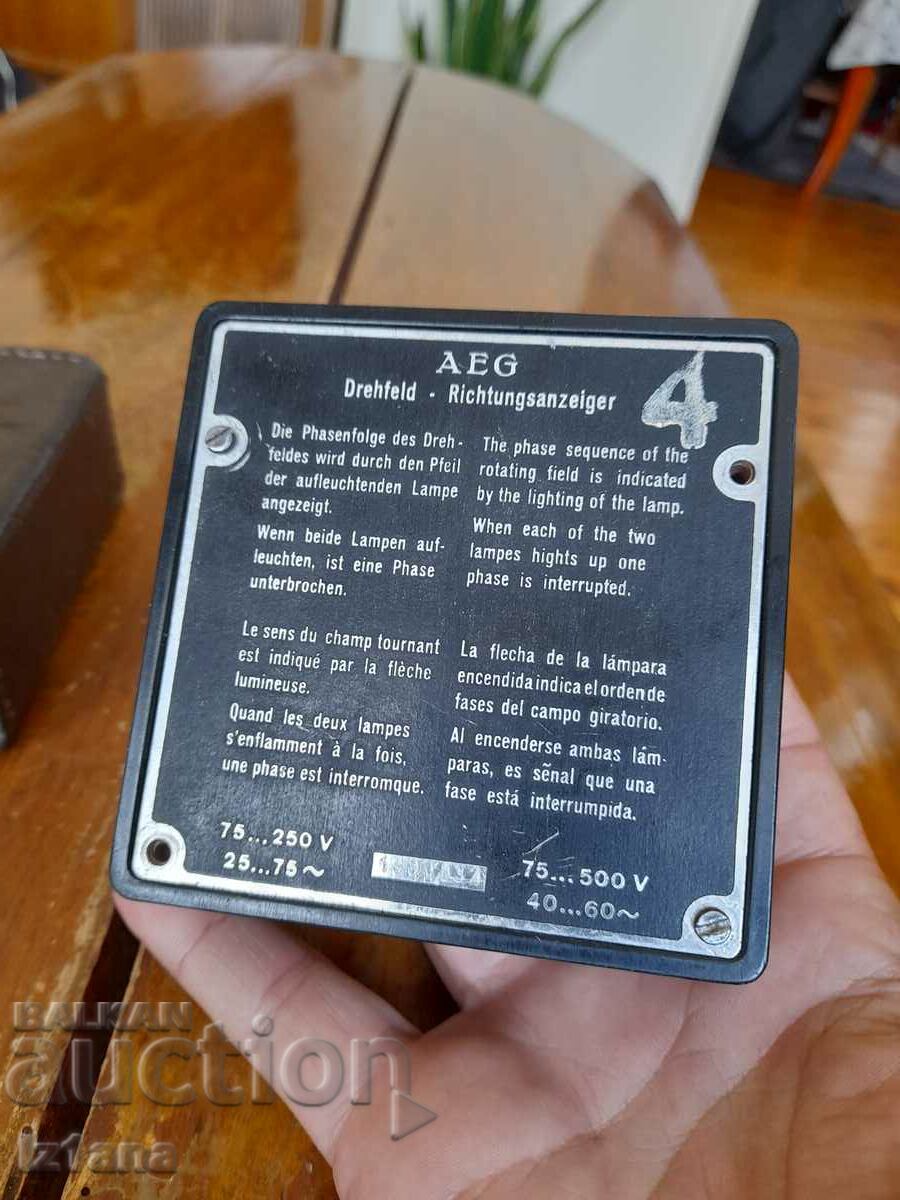 AEG
Drehfeld - Richtungsanzeiger
4
Die Phasenfolge des Dreh-
feldes wird durch den Pfeil
der aufleuchtenden Lampe
angezeigt.
Wenn beide Lampen auf-
leuchten, ist eine Phase
unterbrochen.
The phase sequence of the
rotating field is indicated
by the lighting of the lamp.
When each of the two
lampes hights up one
phase is interrupted.
Le sens du champ tournant
est indiqué par la flèche
lumineuse.
Quand les deux lampes
s'enflamment à la fois,
une phase est interromque.
La flecha de la lámpara
encendida indica el orden de
fases del campo giratorio.
Al encenderse ambas lám-
paras, es sẽnal que una
fase está interrumpida.
75...250 V
25...75~
75...500 V
40...60~
BALKAN
auction
iz1ana